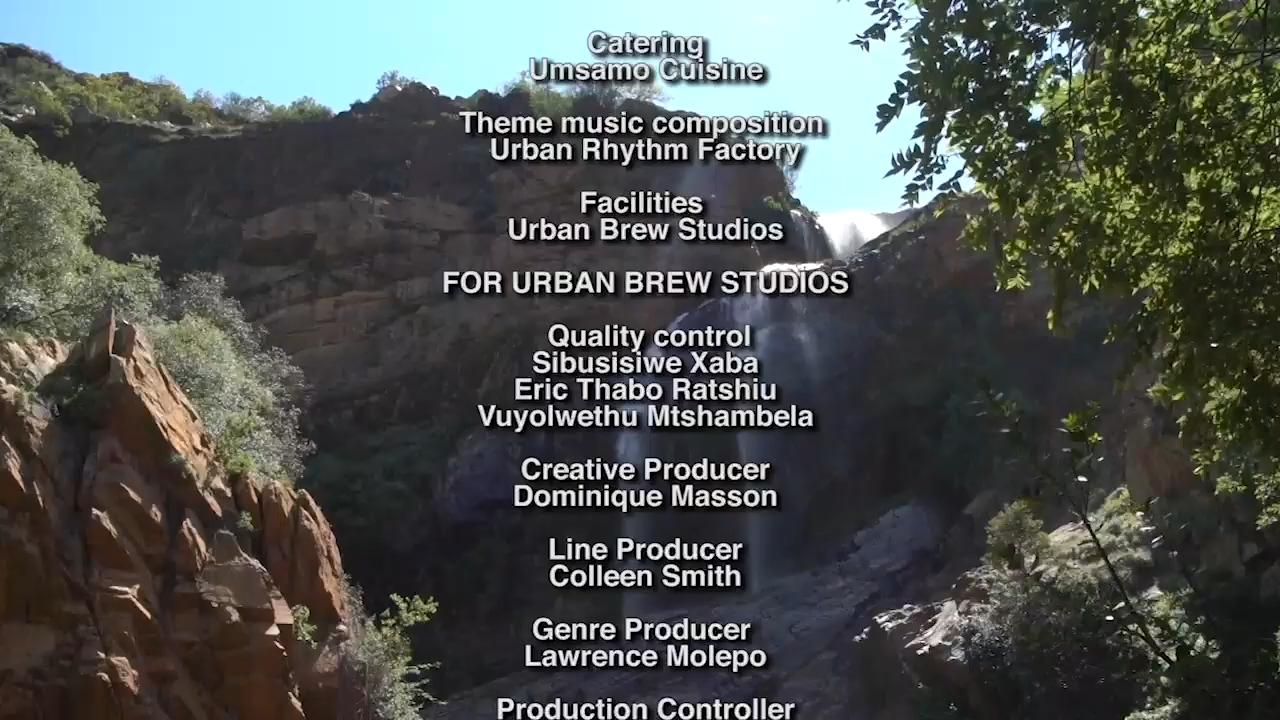 Catering
Umsamo Cuisine
Theme music composition
Urban Rhythm Factory
Facilities
Urban Brew Studios
FOR URBAN BREW STUDIOS
Quality control
Sibusisiwe Xaba
Eric Thabo Ratshiu
Vuyolwethu Mtshambela
Creative Producer
Dominique Masson
Line Producer
Colleen Smith
Genre Producer
Lawrence Molepo
Production Controller